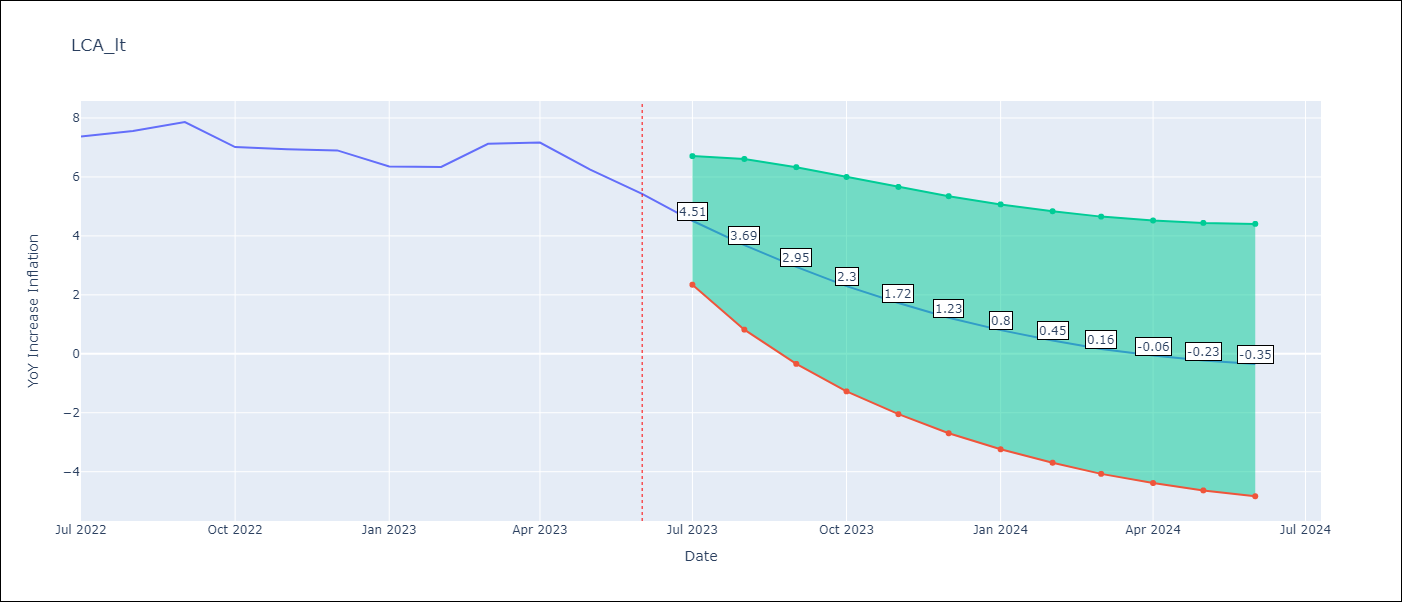 LCA_lt
YoY Increase Inflation
8
6
4
2
0
−2
−4
4.51
3.69
2.95
2.3
1.72
1.23
0.8
0.45
0.16
-0.06
-0.23
-0.35
Jul 2022
Oct 2022
Jan 2023
Apr 2023
Jul 2023
Oct 2023
Jan 2024
Apr 2024
Jul 2024
Date